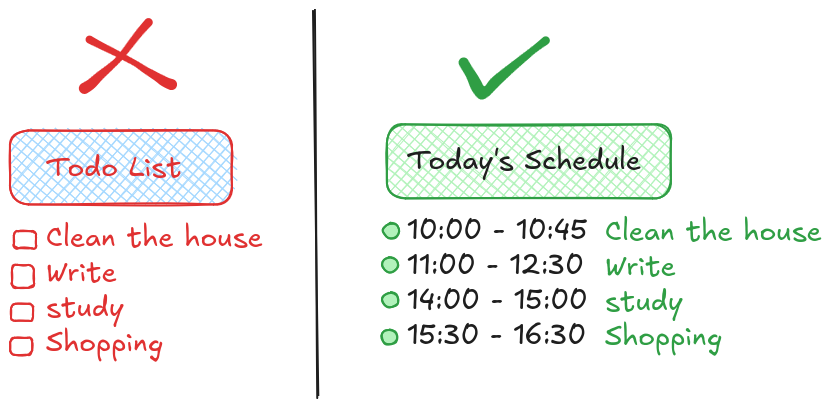 Todo List
Clean the house
Write
study
Shopping
Today's Schedule
10:00 - 10:45 Clean the house
11:00 - 12:30 Write
14:00 - 15:00 study
15:30 - 16:30 Shopping